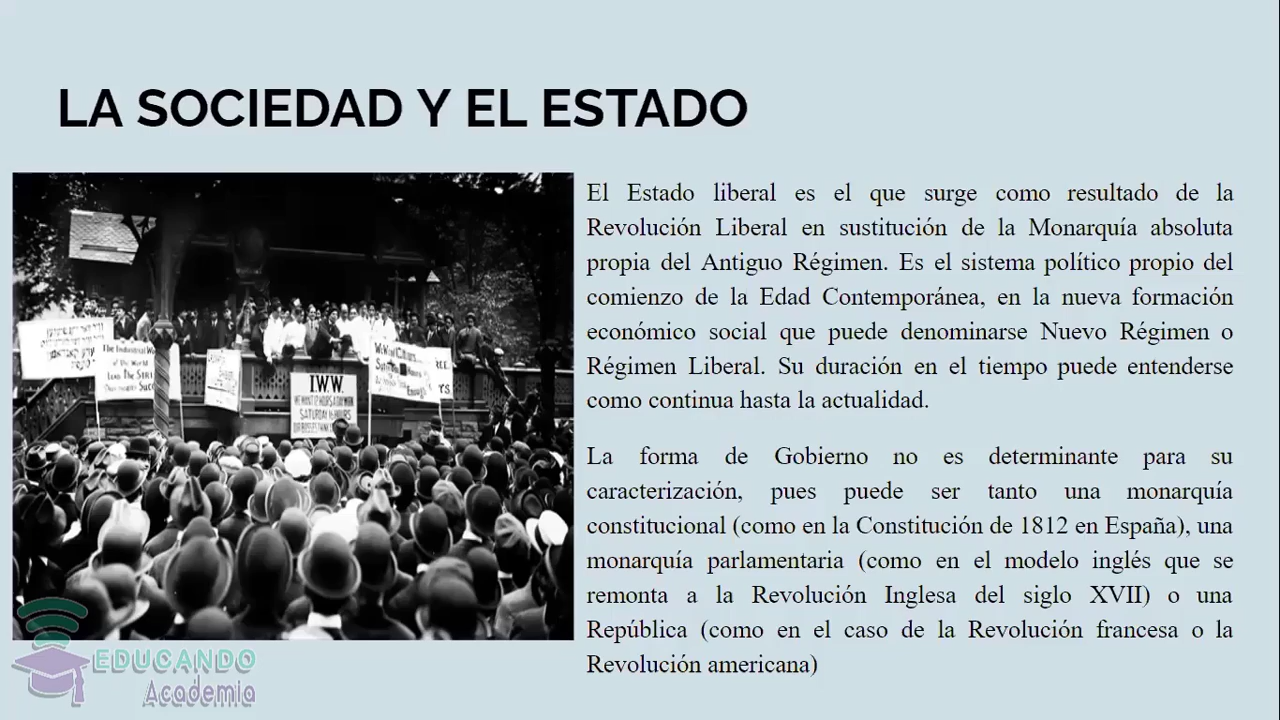 LA SOCIEDAD Y EL ESTADO
El Estado liberal es el que surge como resultado de la
Revolución Liberal en sustitución de la Monarquía absoluta
propia del Antiguo Régimen. Es el sistema político propio del
comienzo de la Edad Contemporánea, en la nueva formación
económico social que puede denominarse Nuevo Régimen o
Régimen Liberal. Su duración en el tiempo puede entenderse
como continua hasta la actualidad.
La forma de Gobierno no es determinante para su
caracterización, pues puede ser tanto una monarquía
constitucional (como en la Constitución de 1812 en España), una
monarquía parlamentaria (como en el modelo inglés que se
remonta a la Revolución Inglesa del siglo XVII) o una
República (como en el caso de la Revolución francesa o la
Revolución americana)
The Industrial
of the World
I.W.W.
EDUCANDO
Academia